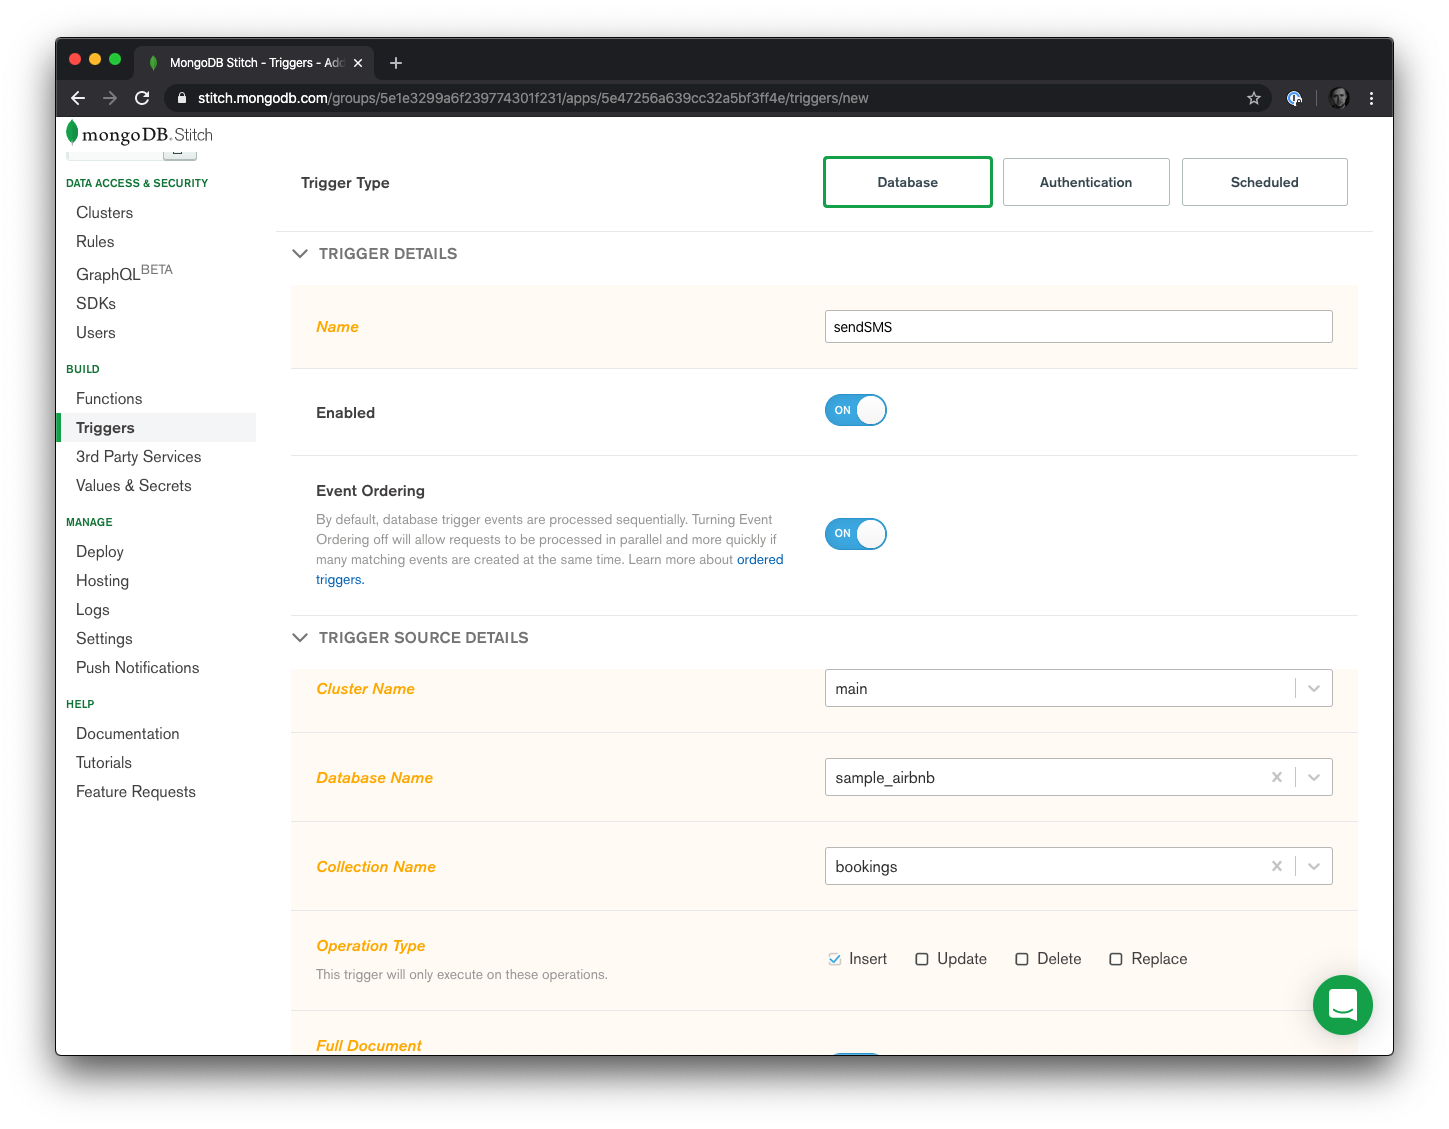 MongoDB Stitch - Triggers - Add
stitch.mongodb.com/groups/5e1e3299a6f239774301f231/apps/5e47256a639cc32a5bf3ff4e/triggers/new
mongoDB. Stitch
DATA ACCESS & SECURITY
Clusters
Rules
GraphQL BETA
SDKs
Users
BUILD
Functions
Triggers
3rd Party Services
Values & Secrets
MANAGE
Deploy
Hosting
Logs
Settings
Push Notifications
HELP
Documentation
Tutorials
Feature Requests
Trigger Type
Database
Authentication
Scheduled
TRIGGER DETAILS
Name
sendSMS
Enabled
ON
Event Ordering
By default, database trigger events are processed sequentially. Turning Event
Ordering off will allow requests to be processed in parallel and more quickly if
many matching events are created at the same time. Learn more about ordered
triggers.
ON
TRIGGER SOURCE DETAILS
Cluster Name
main
Database Name
sample_airbnb
Collection Name
bookings
Operation Type
This trigger will only execute on these operations.
Insert
Update
Delete
Replace
Full Document